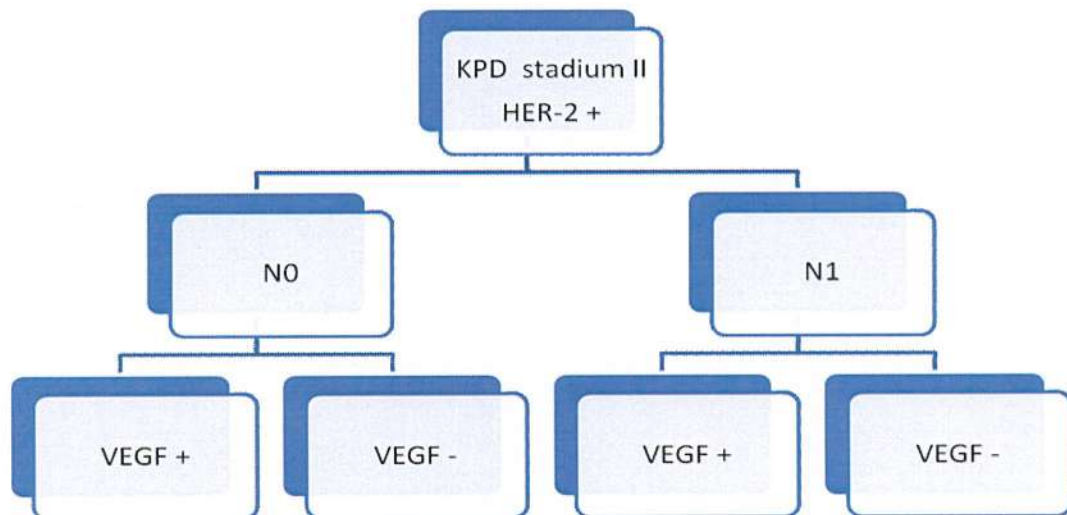 KPD stadium II
HER-2 +
N0
N1
VEGF +
VEGF -
VEGF +
VEGF -